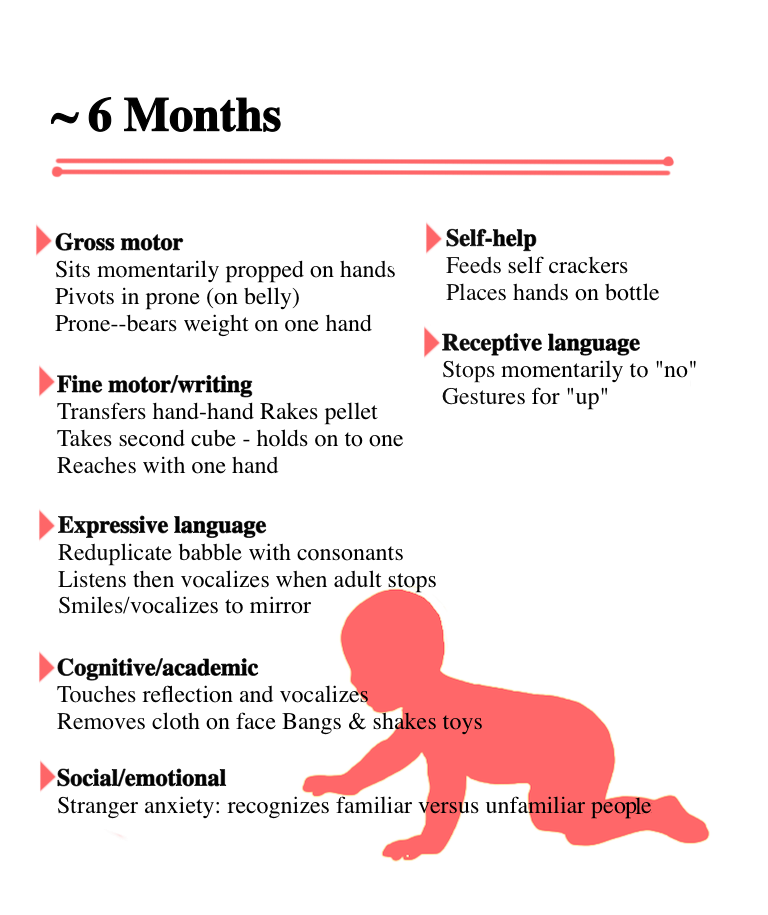 ~ 6 Months
Gross motor
Sits momentarily propped on hands
Pivots in prone (on belly)
Prone--bears weight on one hand
Fine motor/writing
Transfers hand-hand Rakes pellet
Takes second cube - holds on to one
Reaches with one hand
Expressive language
Reduplicate babble with consonants
Listens then vocalizes when adult stops
Smiles/vocalizes to mirror
Cognitive/academic
Touches reflection and vocalizes
Removes cloth on face Bangs & shakes toys
Social/emotional
Stranger anxiety: recognizes familiar versus unfamiliar people
Self-help
Feeds self crackers
Places hands on bottle
Receptive language
Stops momentarily to "no"
Gestures for "up"